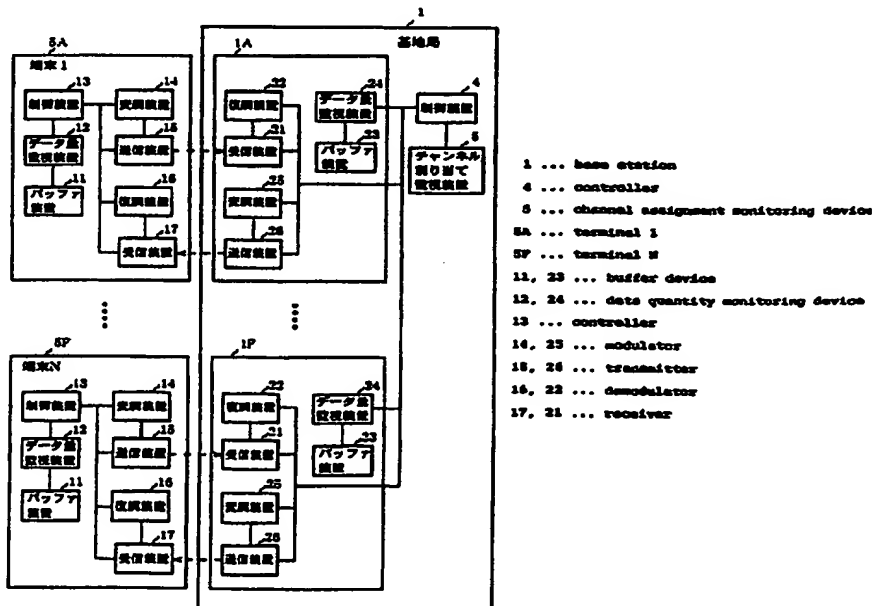 1
5A
1A
基地局
端末1
13
14
22
24
4
制御装置
変調装置
復調装置
データ量
監視装置
制御装置
12
15
21
23
5
データ量
監視装置
送信装置
受信装置
バッファ
装置
チャンネル
割り当て
監視装置
11
16
25
バッファ
装置
復調装置
変調装置
17
26
受信装置
送信装置
5F
1F
端末N
13
14
22
24
制御装置
変調装置
復調装置
データ量
監視装置
12
15
21
23
データ量
監視装置
送信装置
受信装置
バッファ
装置
11
16
25
バッファ
装置
復調装置
変調装置
17
26
受信装置
送信装置
1 ... base station
4 ... controller
5 ... channel assignment monitoring device
5A ... terminal 1
5F ... terminal N
11, 23 ... buffer device
12, 24 ... data quantity monitoring device
13 ... controller
14, 25 ... modulator
15, 26 ... transmitter
16, 22 ... demodulator
17, 21 ... receiver